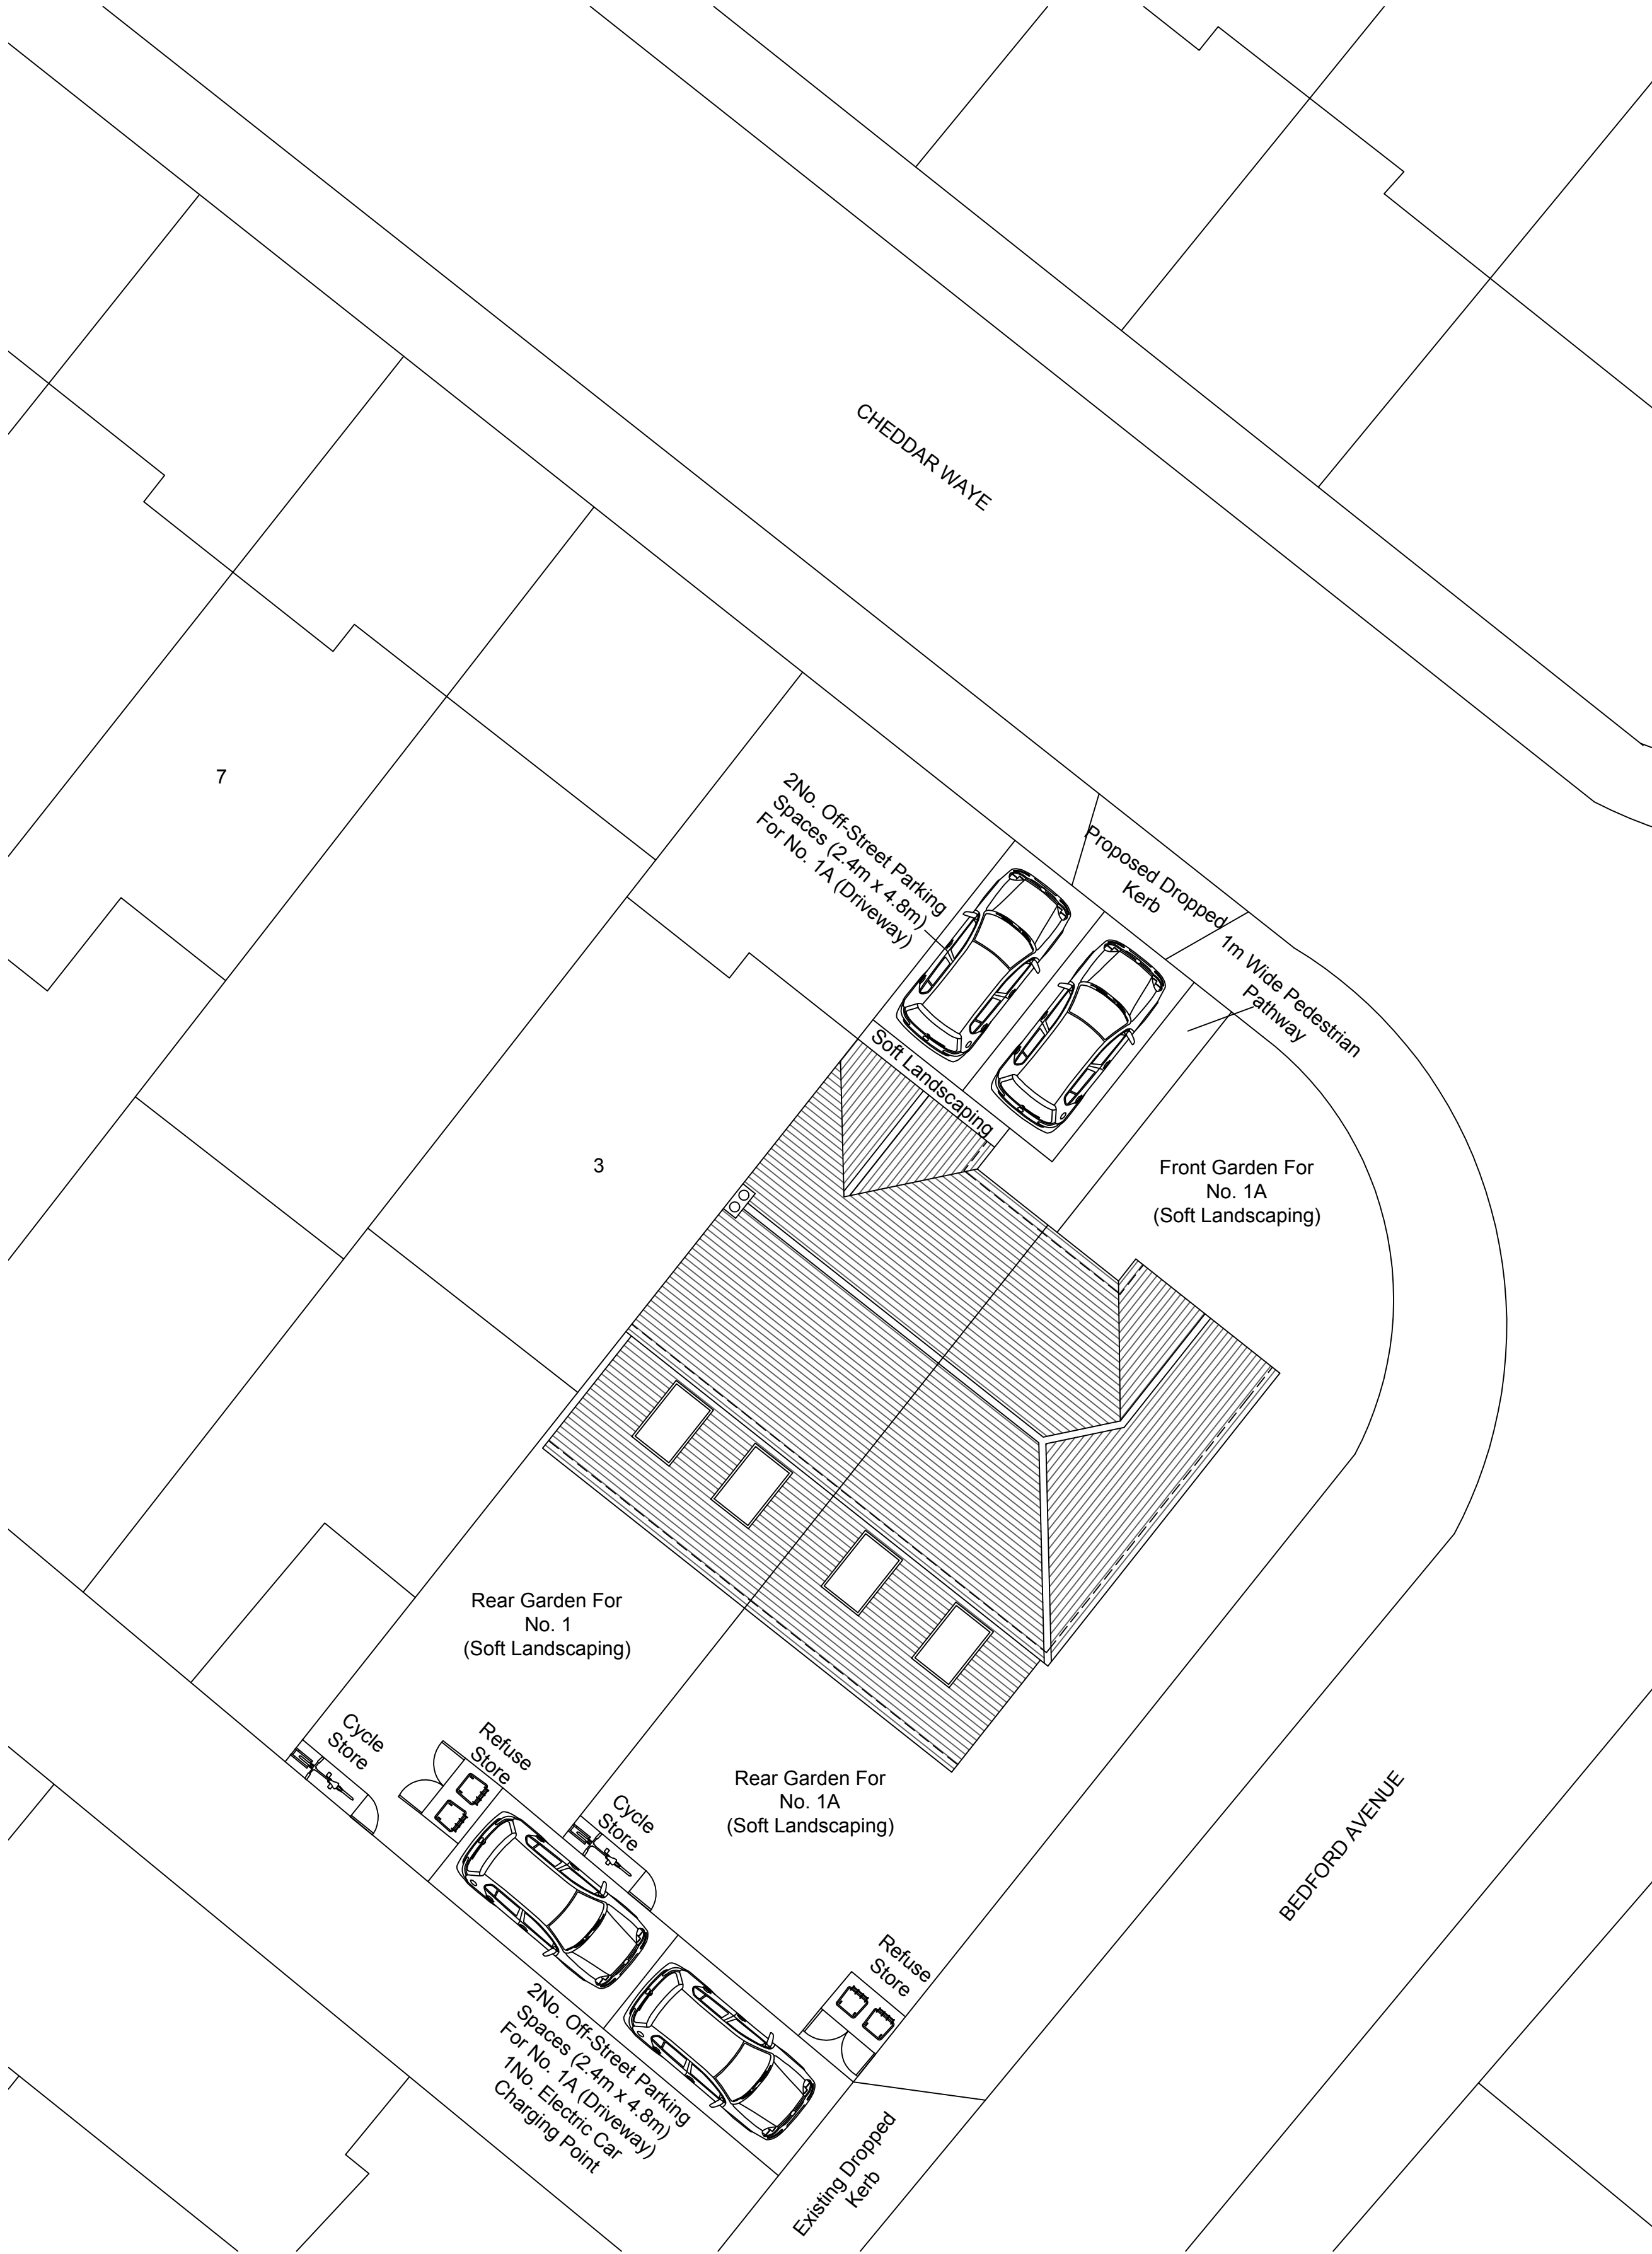 CHEDDAR WAYE
7
2No. Off-Street Parking
Spaces (2.4m x 4.8m)
For No. 1A (Driveway)
Proposed Dropped
Kerb
1m Wide Pedestrian
Pathway
Soft Landscaping
3
Front Garden For
No. 1A
(Soft Landscaping)
Rear Garden For
No. 1
(Soft Landscaping)
Cycle
Store
Refuse
Store
Cycle
Store
Rear Garden For
No. 1A
(Soft Landscaping)
BEDFORD AVENUE
Refuse
Store
2No. Off-Street Parking
Spaces (2.4m x 4.8m)
For No. 1A (Driveway)
1No. Electric Car
Charging Point
Existing Dropped
Kerb